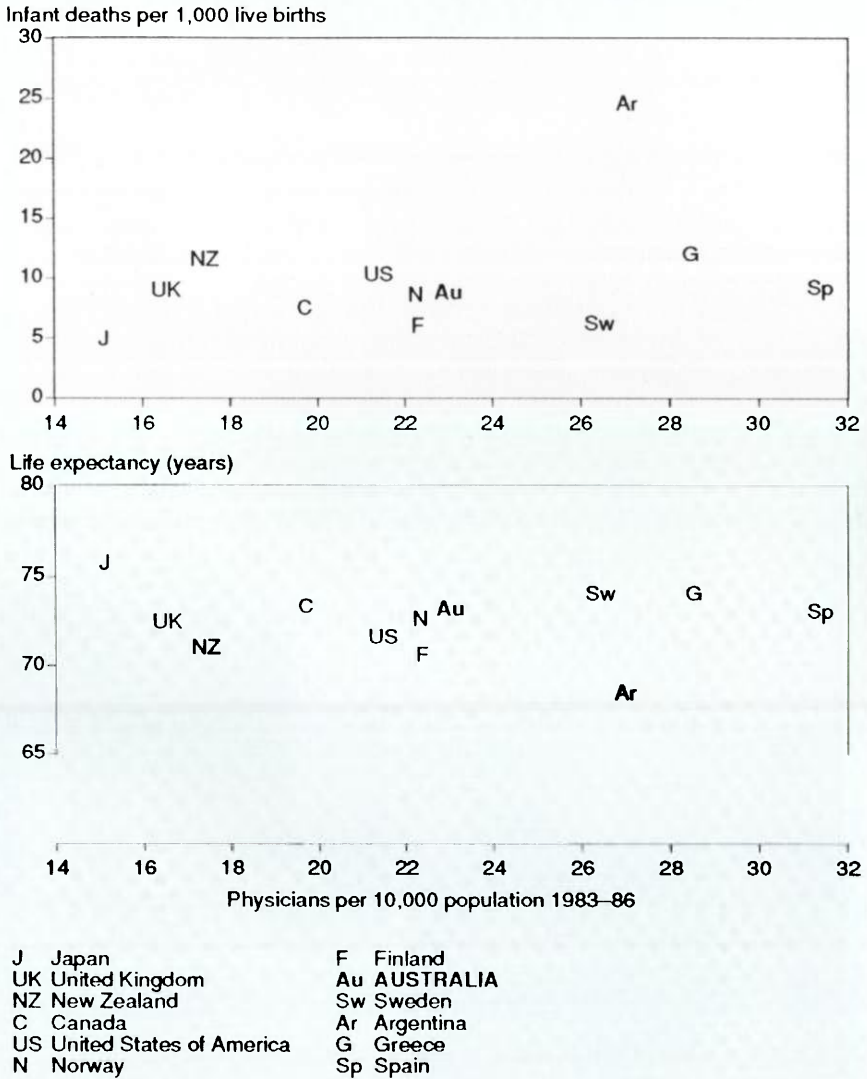 Infant deaths per 1,000 live births
30
25
Ar
20
15
NZ
G
10
UK
C
US
N
Au
Sp
F
Sw
5
J
0
14 16 18 20 22 24 26 28 30 32
Life expectancy (years)
80
J
75
UK
C
N
Au
Sw
G
Sp
NZ
US
F
70
Ar
65
14 16 18 20 22 24 26 28 30 32
Physicians per 10,000 population 1983–86
J Japan
UK United Kingdom
NZ New Zealand
C Canada
US United States of America
N Norway
F Finland
Au AUSTRALIA
Sw Sweden
Ar Argentina
G Greece
Sp Spain